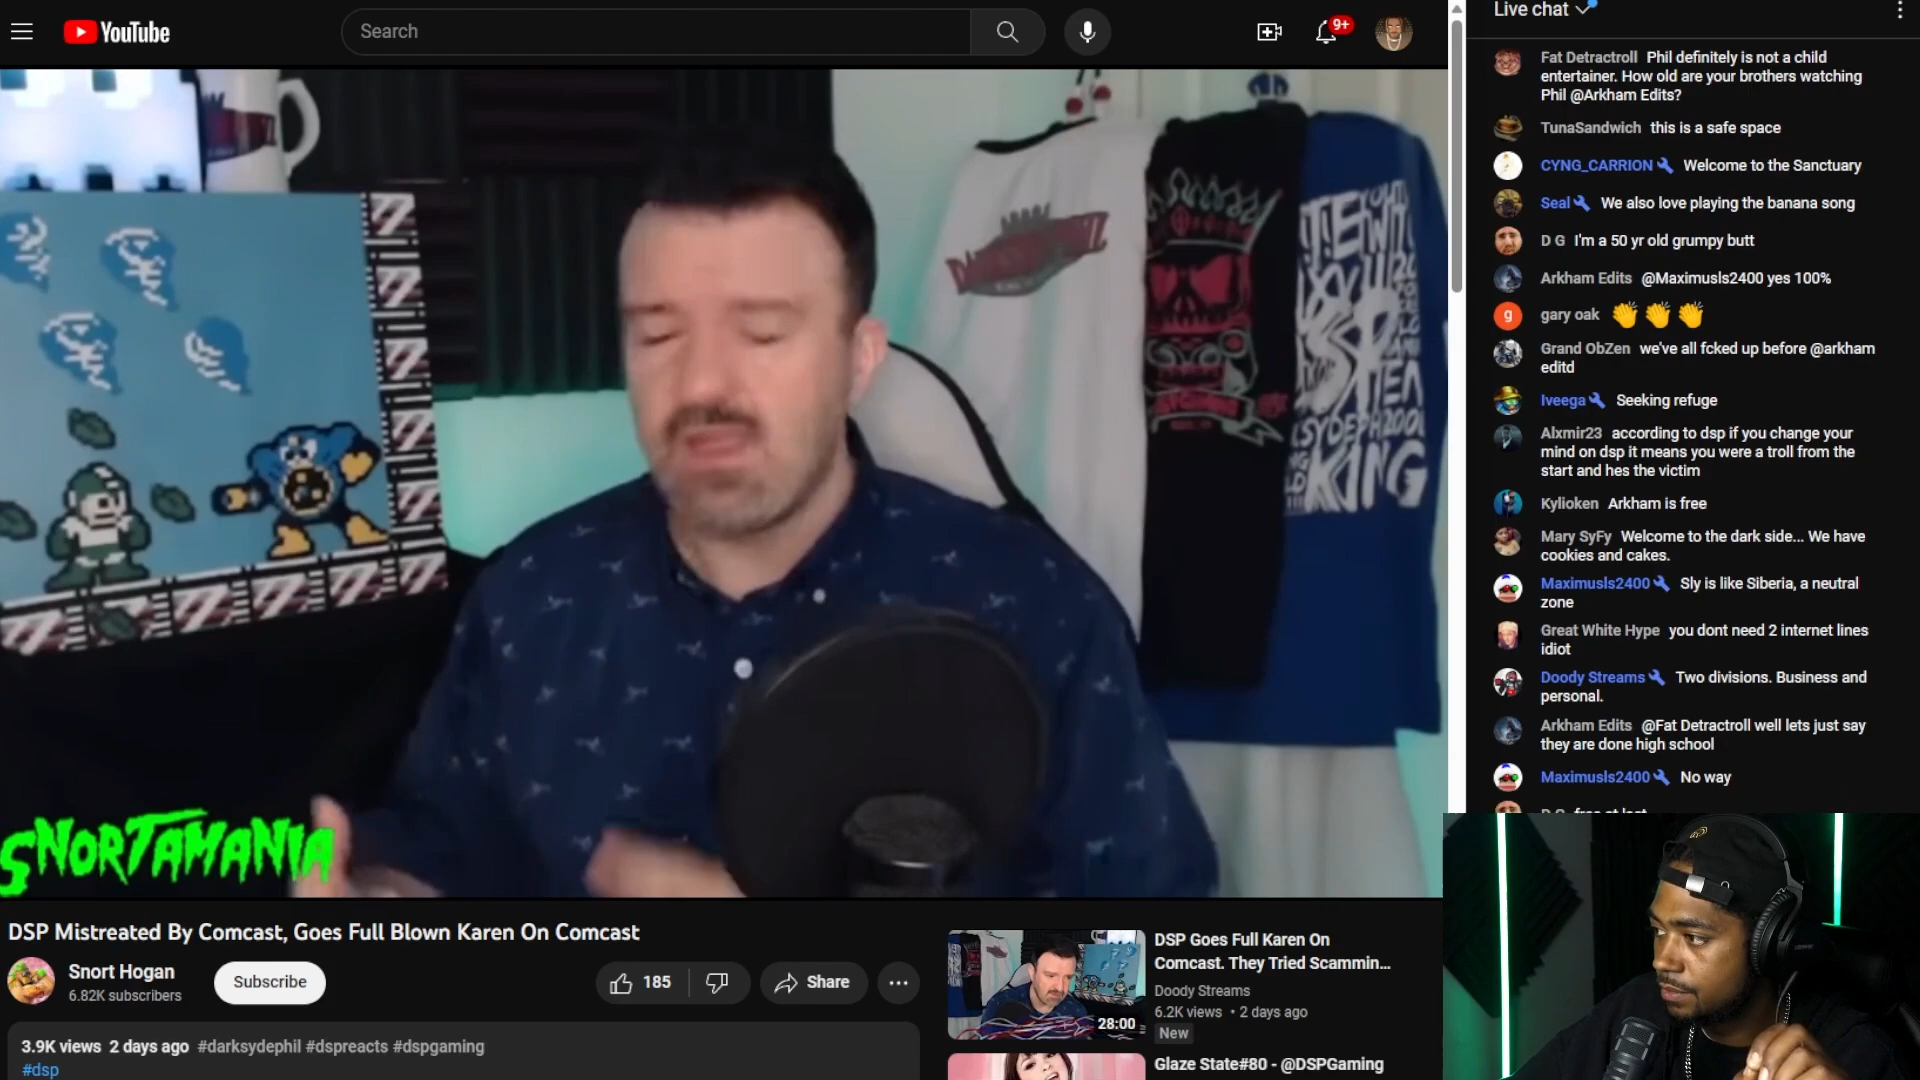 YouTube
Search
9+
Live chat
Fat Detractroll Phil definitely is not a child
entertainer. How old are your brothers watching
Phil @Arkham Edits?
TunaSandwich this is a safe space
CYNG_CARRION Welcome to the Sanctuary
Seal We also love playing the banana song
D G I'm a 50 yr old grumpy butt
Arkham Edits @Maximusls2400 yes 100%
g
gary oak 👏 👏 👏
Grand ObZen we've all fcked up before @arkham
editd
Iveega Seeking refuge
Alxmir23 according to dsp if you change your
mind on dsp it means you were a troll from the
start and hes the victim
Kylioken Arkham is free
Mary SyFy Welcome to the dark side... We have
cookies and cakes.
Maximusls2400 Sly is like Siberia, a neutral
zone
Great White Hype you dont need 2 internet lines
idiot
Doody Streams Two divisions. Business and
personal.
Arkham Edits @Fat Detractroll well lets just say
they are done high school
Maximusls2400 No way
KING
SNORTAMANIA
DSP Mistreated By Comcast, Goes Full Blown Karen On Comcast
Snort Hogan
6.82K subscribers
Subscribe
185
Share
3.9K views 2 days ago #darksydephil #dspreacts #dspgaming
#dsp
28:00
DSP Goes Full Karen On
Comcast. They Tried Scammin...
Doody Streams
6.2K views • 2 days ago
New
Glaze State#80 - @DSPGaming